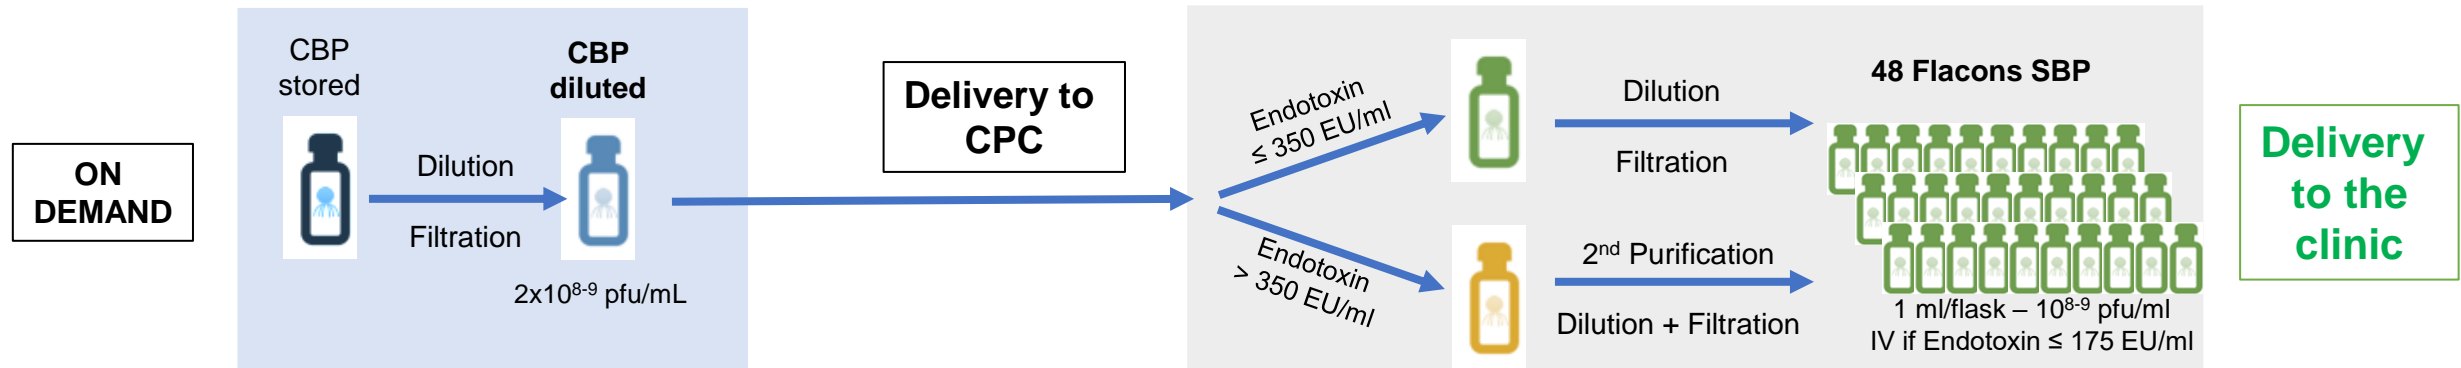 ON
DEMAND
CBP
stored
Dilution
Filtration
CBP
diluted
2x10⁸⁻⁹ pfu/mL
Delivery to
CPC
Endotoxin
≤ 350 EU/ml
Endotoxin
> 350 EU/ml
Dilution
Filtration
2ⁿᵈ Purification
Dilution + Filtration
48 Flacons SBP
1 ml/flask – 10⁸⁻⁹ pfu/ml
IV if Endotoxin ≤ 175 EU/ml
Delivery
to the
clinic